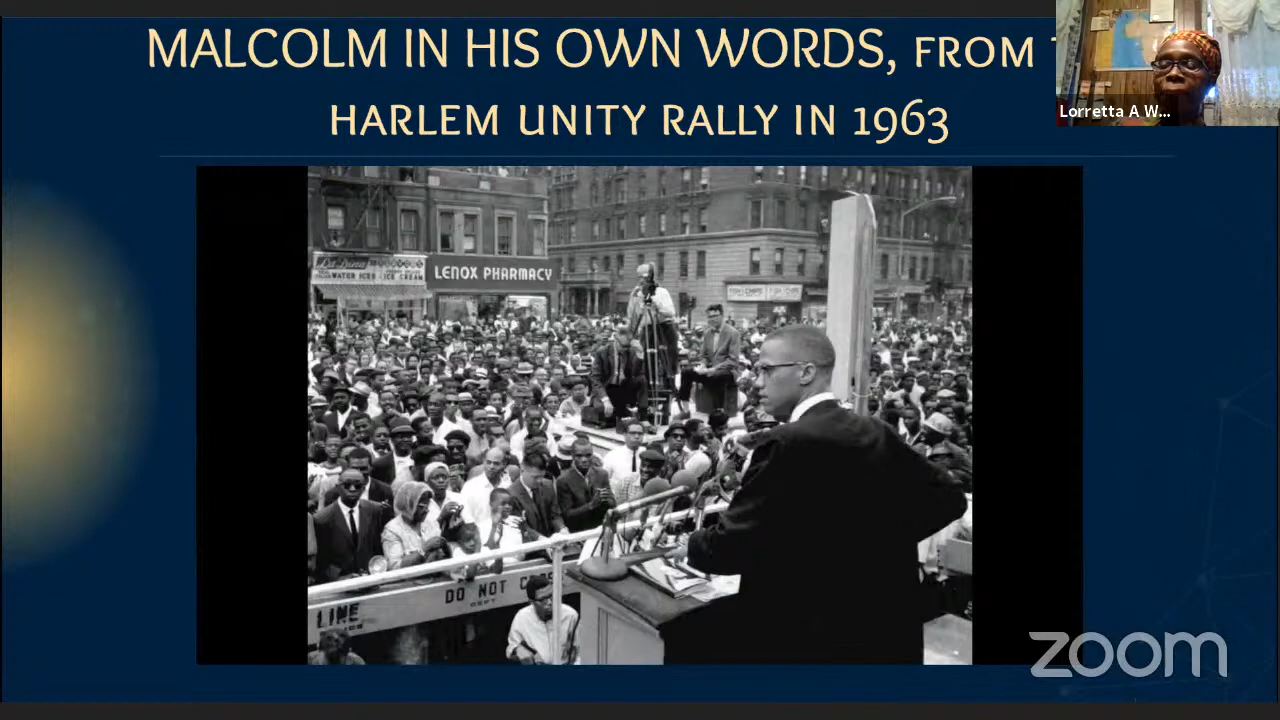 MALCOLM IN HIS OWN WORDS, FROM
HARLEM UNITY RALLY IN 1963
Lorretta A W...
WATER ICES ICE CREAM
LENOX PHARMACY
DO NOT
LINE
zoom